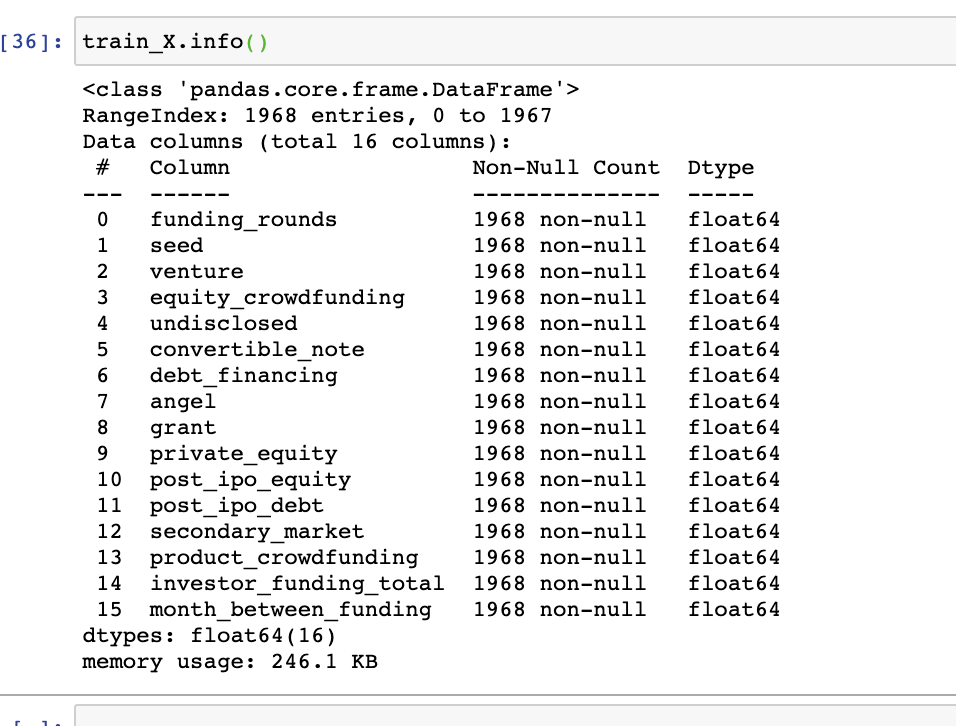 [36]: train_X.info()
<class 'pandas.core.frame.DataFrame'>
RangeIndex: 1968 entries, 0 to 1967
Data columns (total 16 columns):
 #   Column                  Non-Null Count  Dtype
---  ------                  --------------  -----
 0   funding_rounds          1968 non-null   float64
 1   seed                    1968 non-null   float64
 2   venture                 1968 non-null   float64
 3   equity_crowdfunding     1968 non-null   float64
 4   undisclosed             1968 non-null   float64
 5   convertible_note        1968 non-null   float64
 6   debt_financing          1968 non-null   float64
 7   angel                   1968 non-null   float64
 8   grant                   1968 non-null   float64
 9   private_equity          1968 non-null   float64
 10  post_ipo_equity         1968 non-null   float64
 11  post_ipo_debt           1968 non-null   float64
 12  secondary_market        1968 non-null   float64
 13  product_crowdfunding    1968 non-null   float64
 14  investor_funding_total  1968 non-null   float64
 15  month_between_funding   1968 non-null   float64
dtypes: float64(16)
memory usage: 246.1 KB
[ ]: